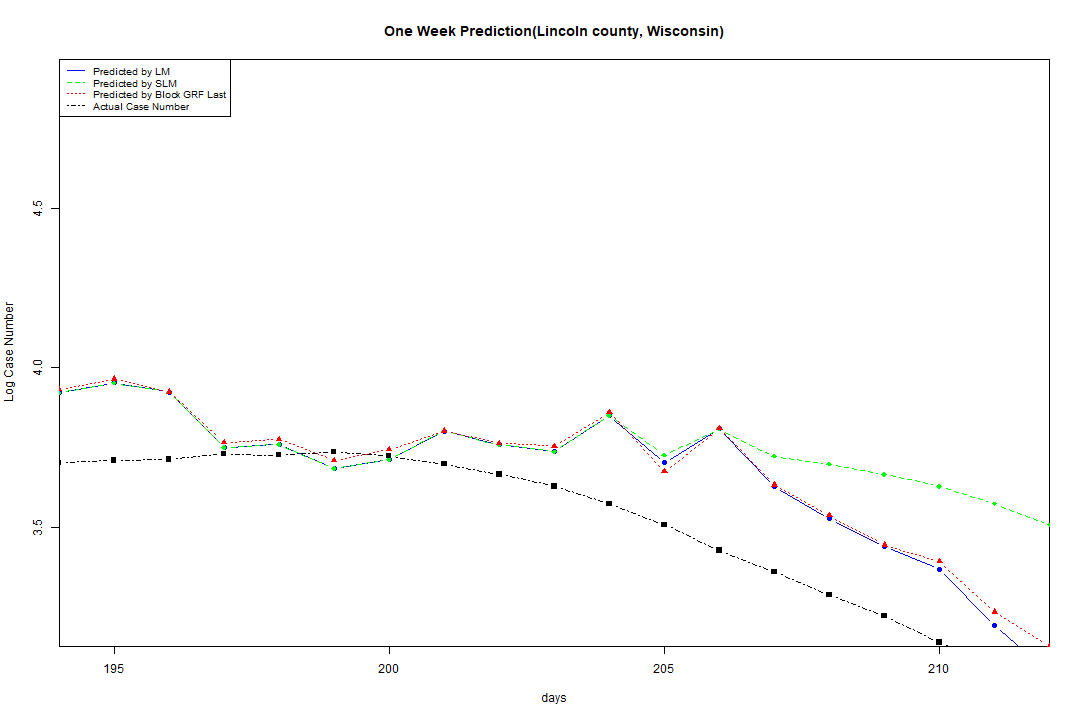 One Week Prediction(Lincoln county, Wisconsin)
Predicted by LM
Predicted by SLM
Predicted by Block GRF Last
Actual Case Number
4.5
4.0
3.5
Log Case Number
195 200 205 210
days